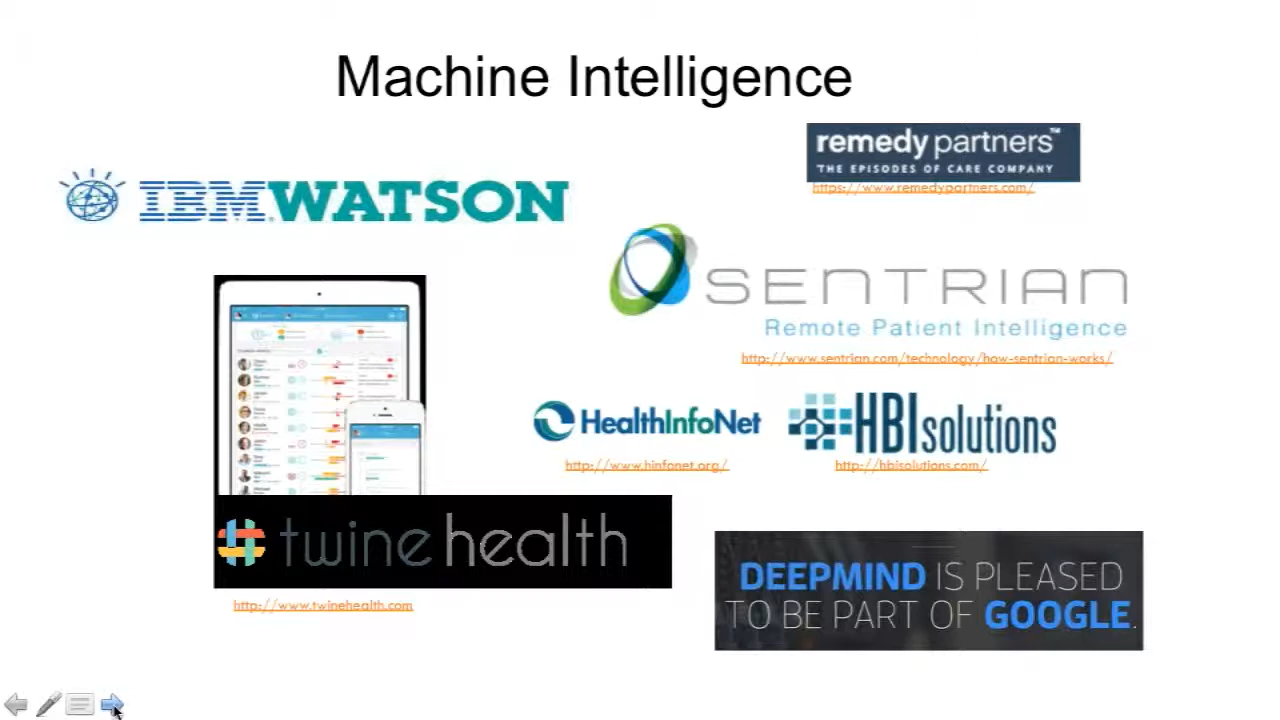 Machine Intelligence
remedy partners™
THE EPISODES OF CARE COMPANY
https://www.remedypartners.com/
IBM WATSON
SENTRIAN
Remote Patient Intelligence
http://www.sentrian.com/technology/how-sentrian-works/
HealthInfoNet
http://www.hinfonet.org/
HBIsolutions
http://hbisolutions.com/
twine health
http://www.twinehealth.com
DEEPMIND IS PLEASED
TO BE PART OF GOOGLE.